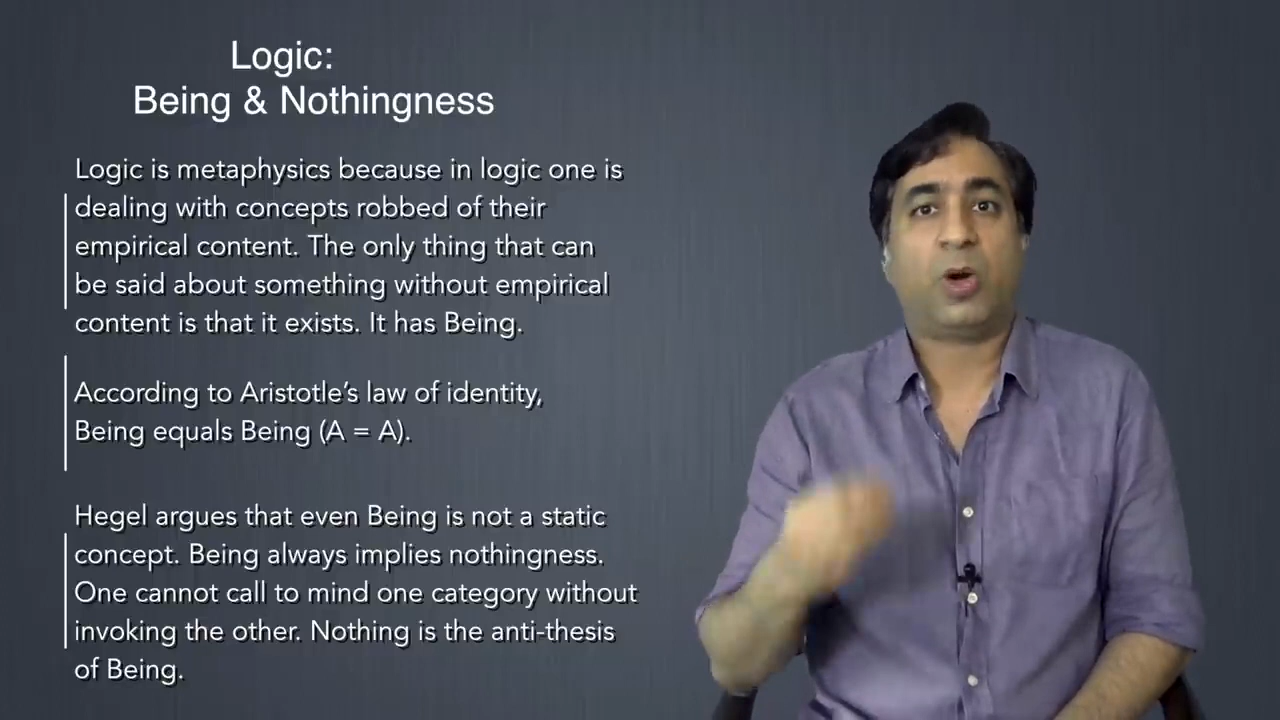 Logic:
Being & Nothingness
Logic is metaphysics because in logic one is
dealing with concepts robbed of their
empirical content. The only thing that can
be said about something without empirical
content is that it exists. It has Being.
According to Aristotle’s law of identity,
Being equals Being (A = A).
Hegel argues that even Being is not a static
concept. Being always implies nothingness.
One cannot call to mind one category without
invoking the other. Nothing is the anti-thesis
of Being.